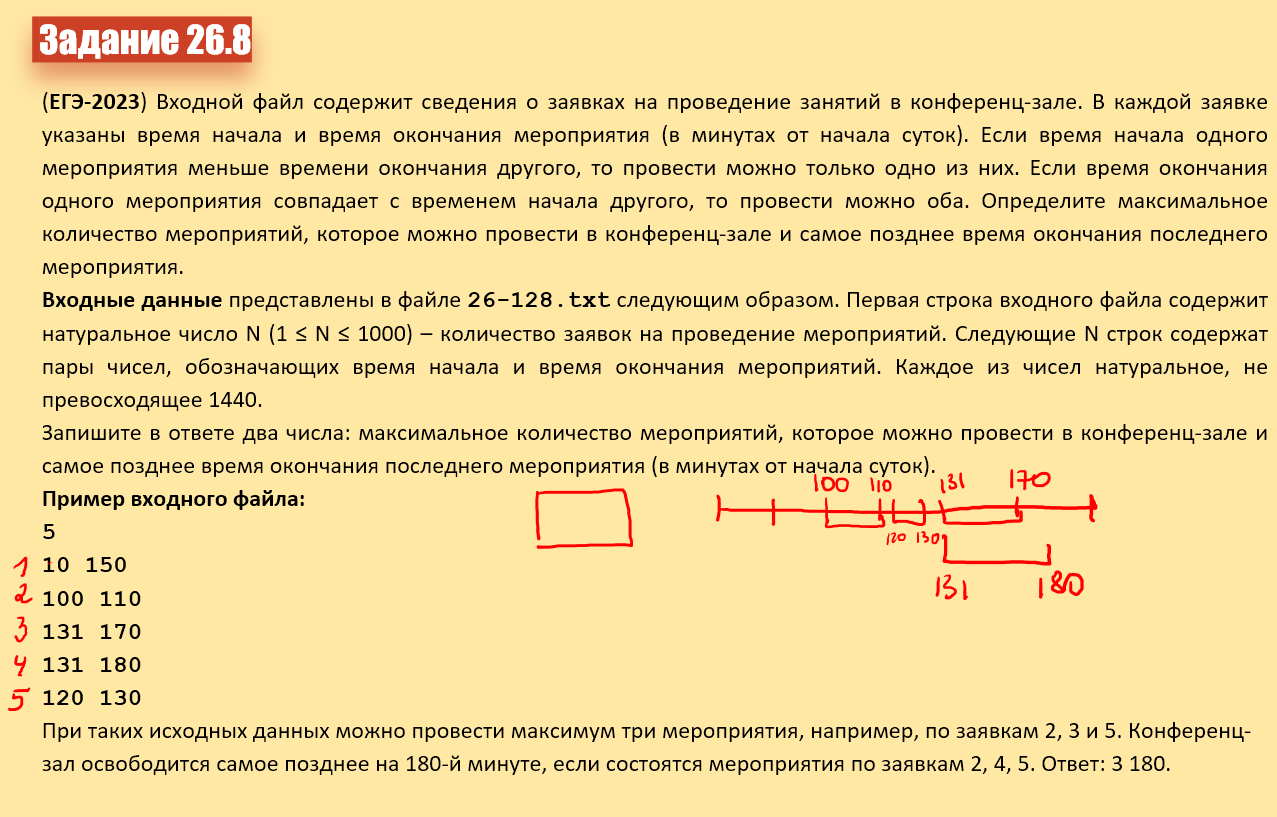 Задание 26.8
(ЕГЭ-2023) Входной файл содержит сведения о заявках на проведение занятий в конференц-зале. В каждой заявке
указаны время начала и время окончания мероприятия (в минутах от начала суток). Если время начала одного
мероприятия меньше времени окончания другого, то провести можно только одно из них. Если время окончания
одного мероприятия совпадает с временем начала другого, то провести можно оба. Определите максимальное
количество мероприятий, которое можно провести в конференц-зале и самое позднее время окончания последнего
мероприятия.
Входные данные представлены в файле 26-128.txt следующим образом. Первая строка входного файла содержит
натуральное число N (1 ≤ N ≤ 1000) – количество заявок на проведение мероприятий. Следующие N строк содержат
пары чисел, обозначающих время начала и время окончания мероприятий. Каждое из чисел натуральное, не
превосходящее 1440.
Запишите в ответе два числа: максимальное количество мероприятий, которое можно провести в конференц-зале и
самое позднее время окончания последнего мероприятия (в минутах от начала суток).
Пример входного файла:
100 110 131 170
5
120 130
1 10 150
131 180
2 100 110
3 131 170
4 131 180
5 120 130
При таких исходных данных можно провести максимум три мероприятия, например, по заявкам 2, 3 и 5. Конференц-
зал освободится самое позднее на 180-й минуте, если состоятся мероприятия по заявкам 2, 4, 5. Ответ: 3 180.